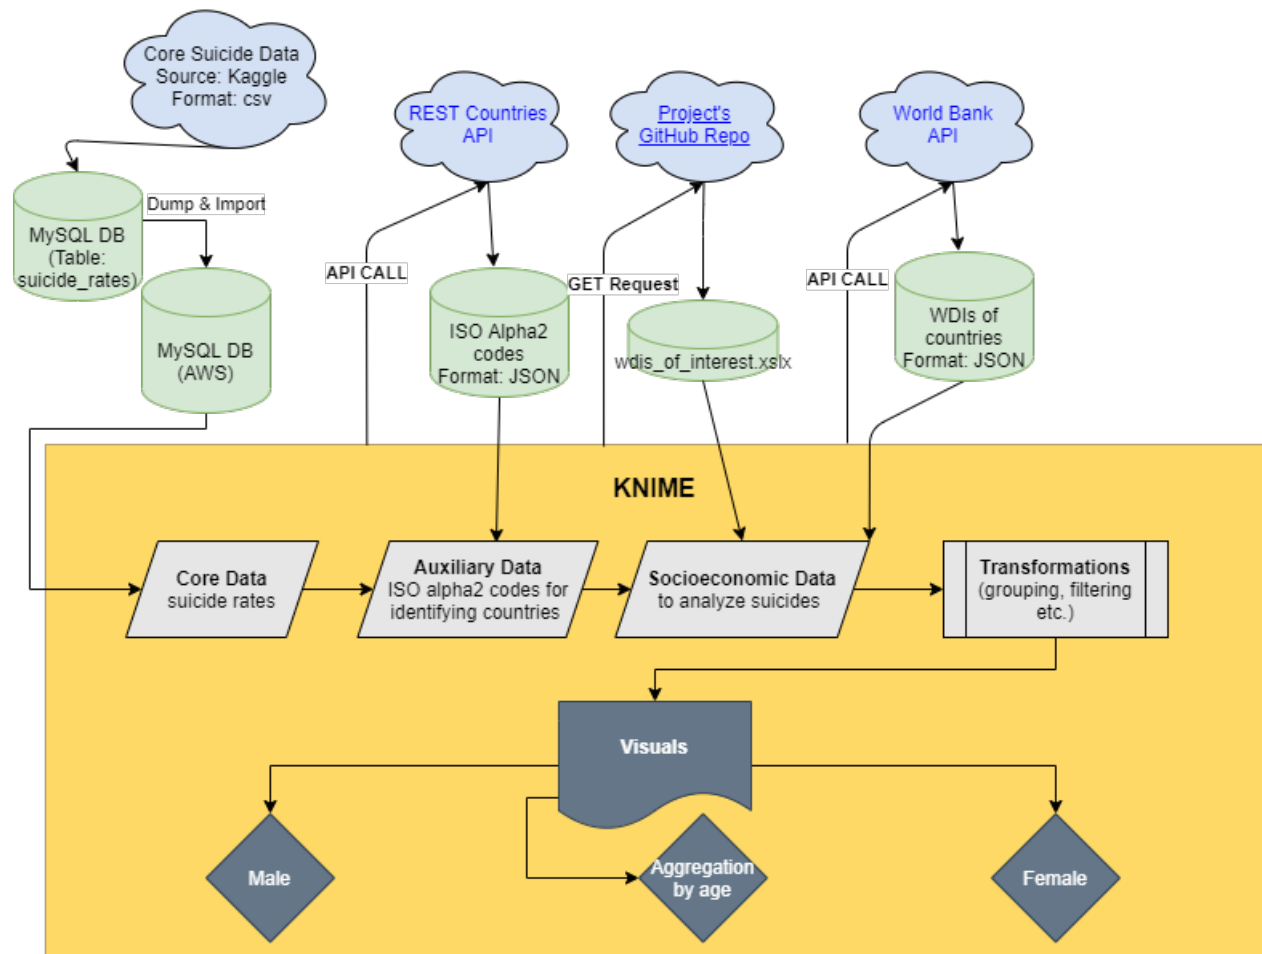 Core Suicide Data
Source: Kaggle
Format: csv
REST Countries
API
Project's
GitHub Repo
World Bank
API
MySQL DB
(Table:
suicide_rates)
Dump & Import
MySQL DB
(AWS)
API CALL
ISO Alpha2
codes
Format: JSON
GET Request
wdis_of_interest.xslx
API CALL
WDIs of
countries
Format: JSON
KNIME
Core Data
suicide rates
Auxiliary Data
ISO alpha2 codes for
identifying countries
Socioeconomic Data
to analyze suicides
Transformations
(grouping, filtering
etc.)
Visuals
Male
Aggregation
by age
Female